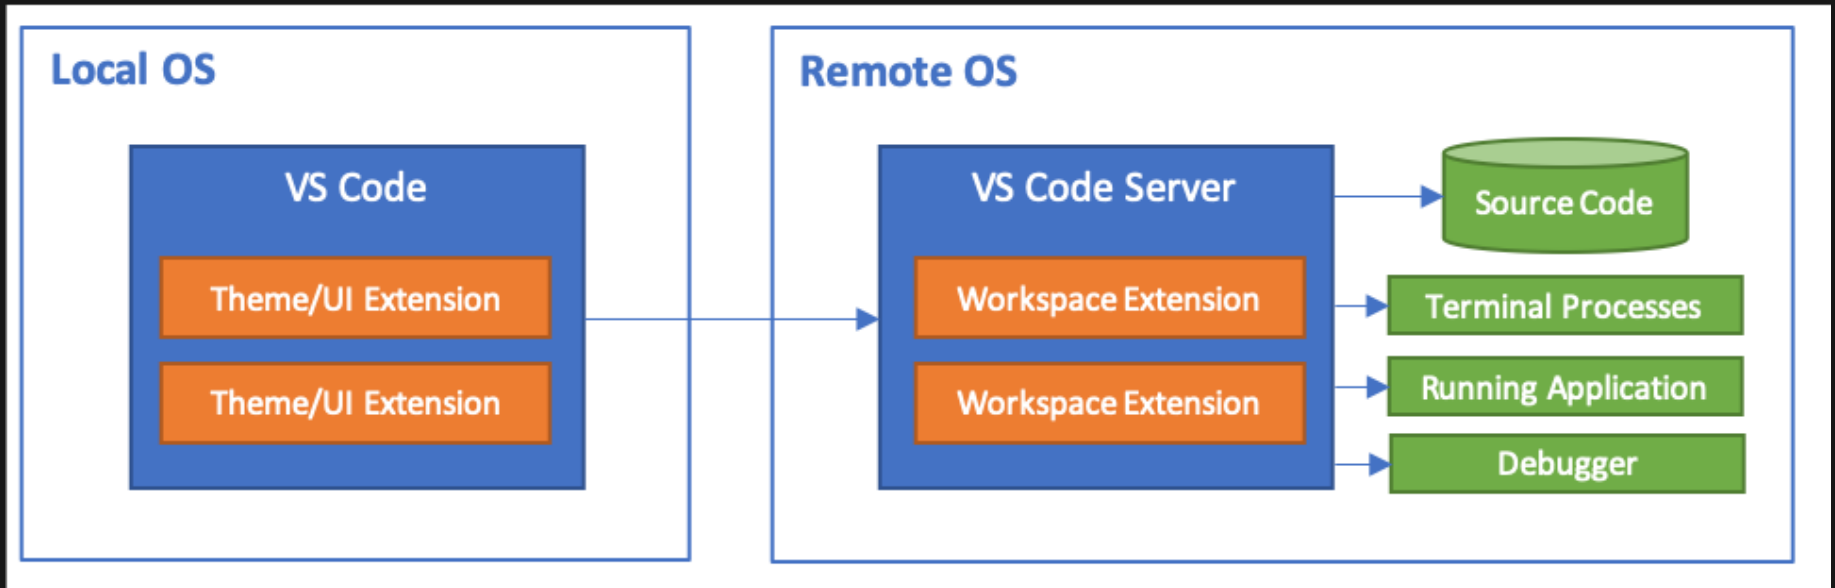 Local OS
VS Code
Theme/UI Extension
Theme/UI Extension
Remote OS
VS Code Server
Workspace Extension
Workspace Extension
Source Code
Terminal Processes
Running Application
Debugger